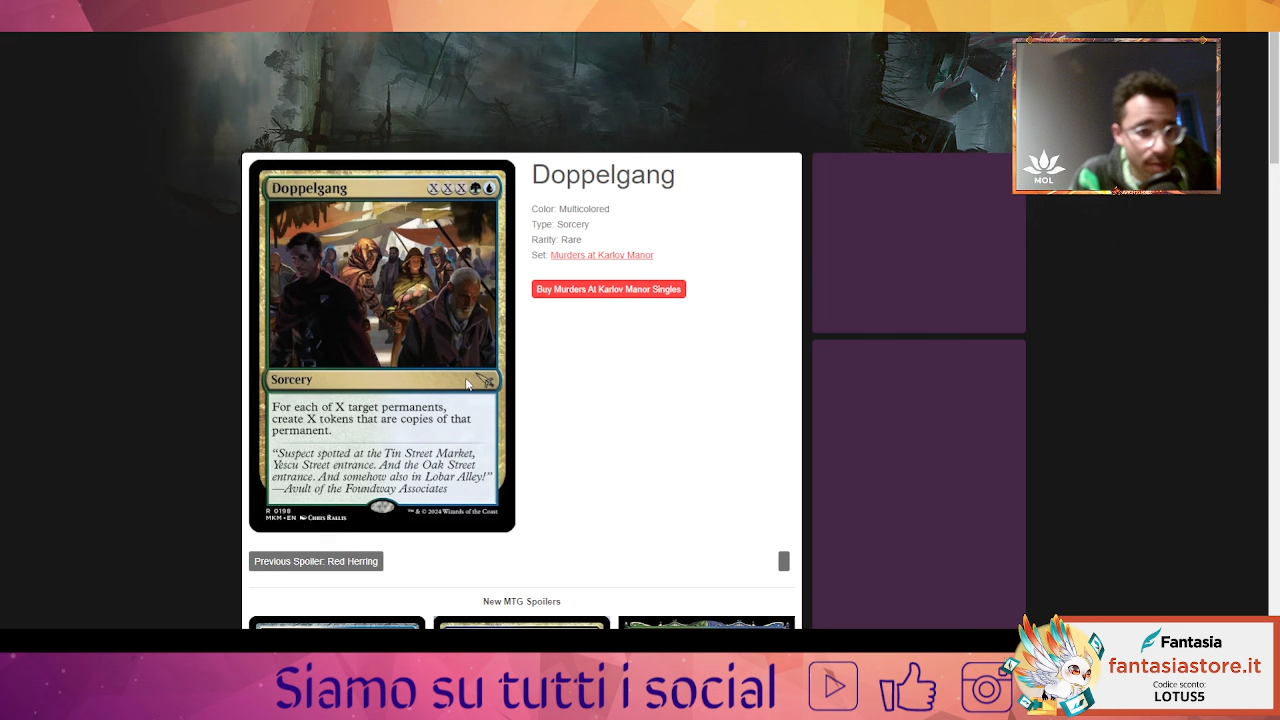 MOL
Doppelgang
X X X
Sorcery
For each of X target permanents,
create X tokens that are copies of that
permanent.
“Suspect spotted at the Tin Street Market,
Yescu Street entrance. And the Oak Street
entrance. And somehow also in Lobar Alley!”
—Avult of the Foundway Associates
R 0198
MKM • EN CHRIS RALLIS
™ & © 2024 Wizards of the Coast
Doppelgang
Color: Multicolored
Type: Sorcery
Rarity: Rare
Set: Murders at Karlov Manor
Buy Murders At Karlov Manor Singles
Previous Spoiler: Red Herring
New MTG Spoilers
Siamo su tutti i social
Fantasia
fantasiastore.it
Codice sconto:
LOTUS5